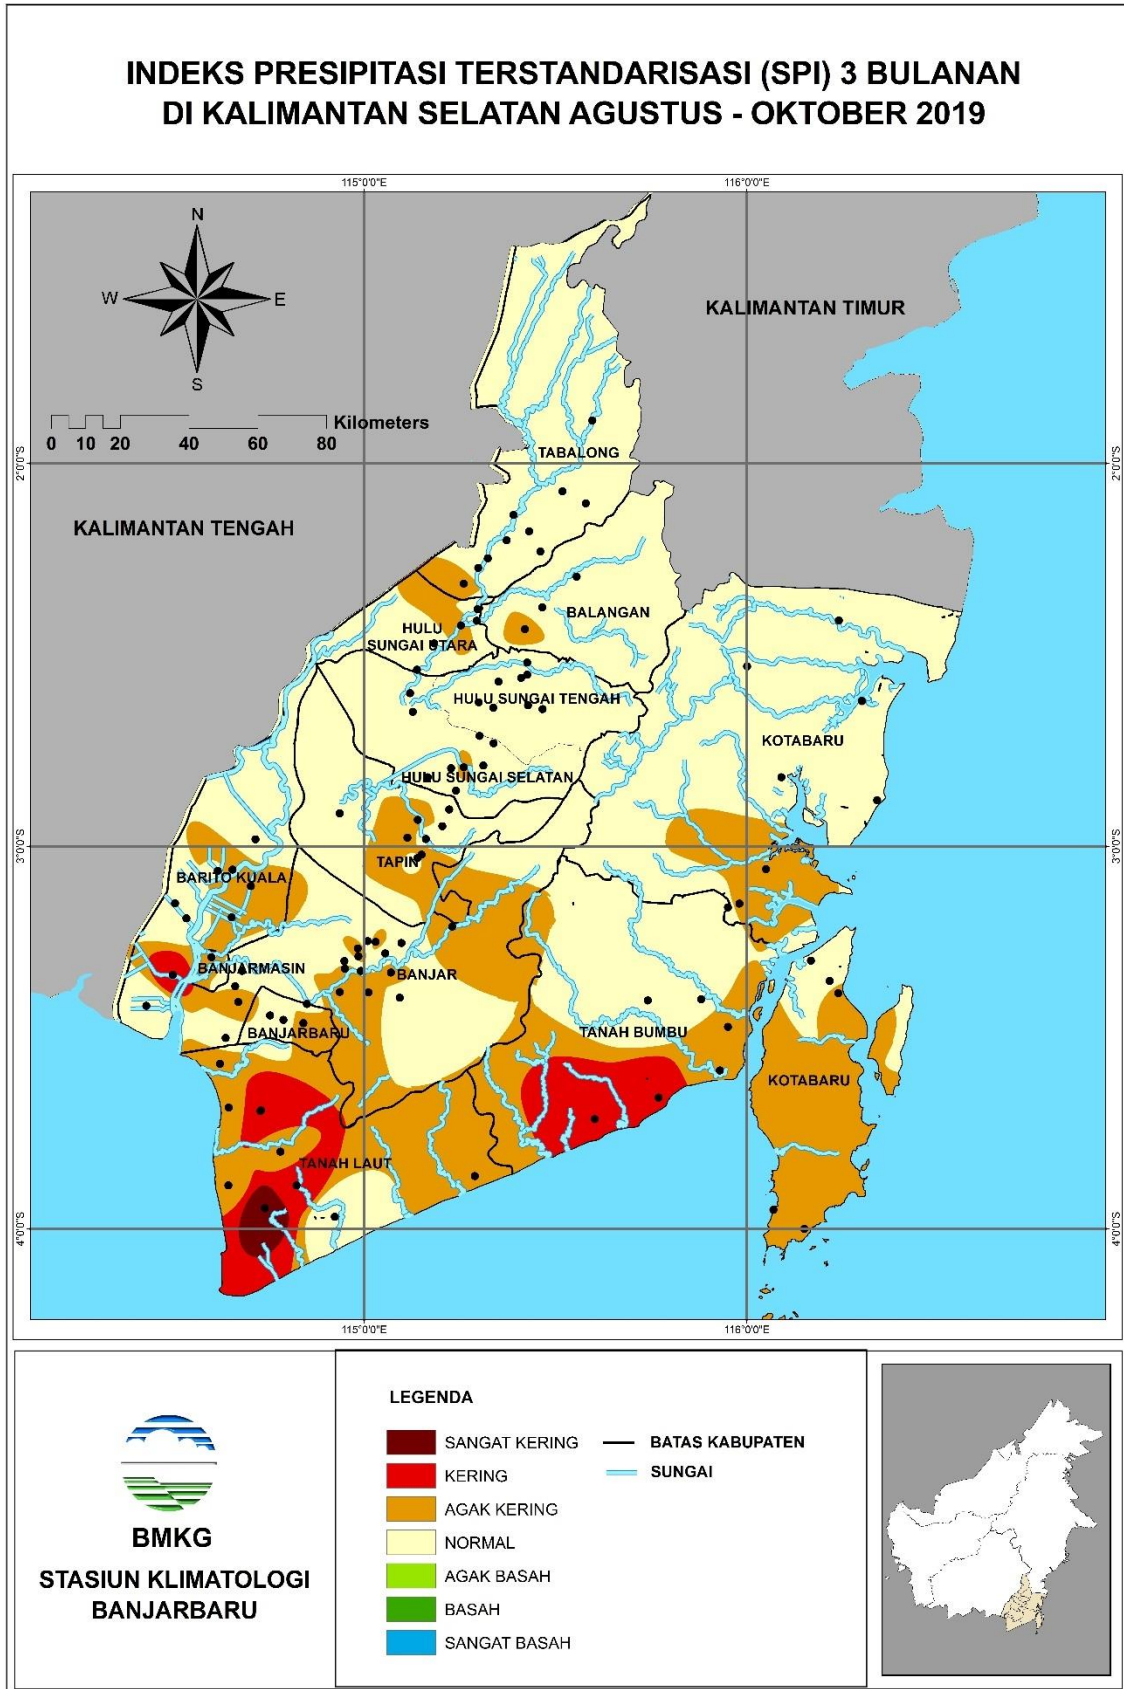 INDEKS PRESIPITASI TERSTANDARISASI (SPI) 3 BULANAN
DI KALIMANTAN SELATAN AGUSTUS - OKTOBER 2019
115°0'0"E
116°0'0"E
N
W
E
S
KALIMANTAN TIMUR
0 10 20 40 60 80
Kilometers
TABALONG
2°0'0"S
2°0'0"S
KALIMANTAN TENGAH
BALANGAN
HULU
SUNGAI UTARA
HULU SUNGAI TENGAH
KOTABARU
HULU SUNGAI SELATAN
3°0'0"S
3°0'0"S
TAPIN
BARITO KUALA
BANJARMASIN
BANJAR
BANJARBARU
TANAH BUMBU
KOTABARU
TANAH LAUT
4°0'0"S
4°0'0"S
115°0'0"E
116°0'0"E
BMKG
STASIUN KLIMATOLOGI
BANJARBARU
LEGENDA
SANGAT KERING
KERING
AGAK KERING
NORMAL
AGAK BASAH
BASAH
SANGAT BASAH
BATAS KABUPATEN
SUNGAI